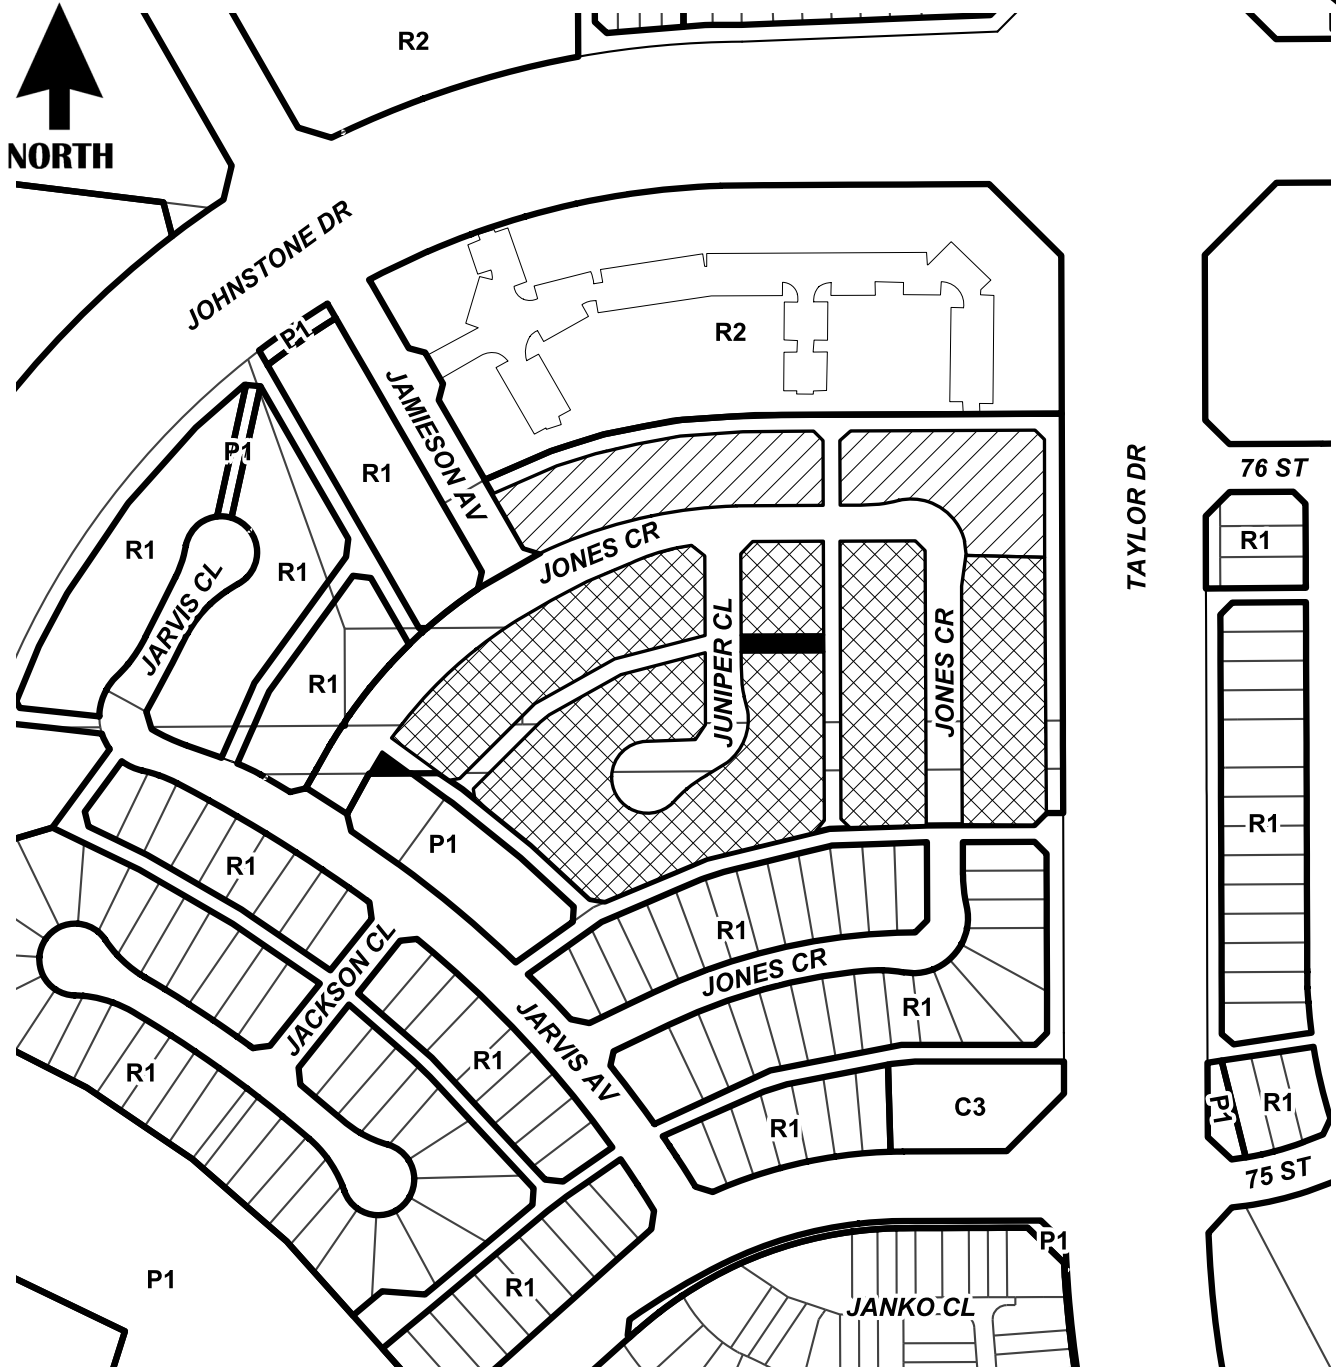 R2
NORTH
JOHNSTONE DR
P1
R2
JAMIESON AV
P1
R1
TAYLOR DR
76 ST
R1
R1
R1
JONES CR
R1
JARVIS CL
JUNIPER CL
JONES CR
R1
R1
P1
R1
R1
JACKSON CL
JONES CR
R1
JARVIS AV
R1
R1
C3
P1
R1
R1
75 ST
P1
P1
R1
JANKO CL